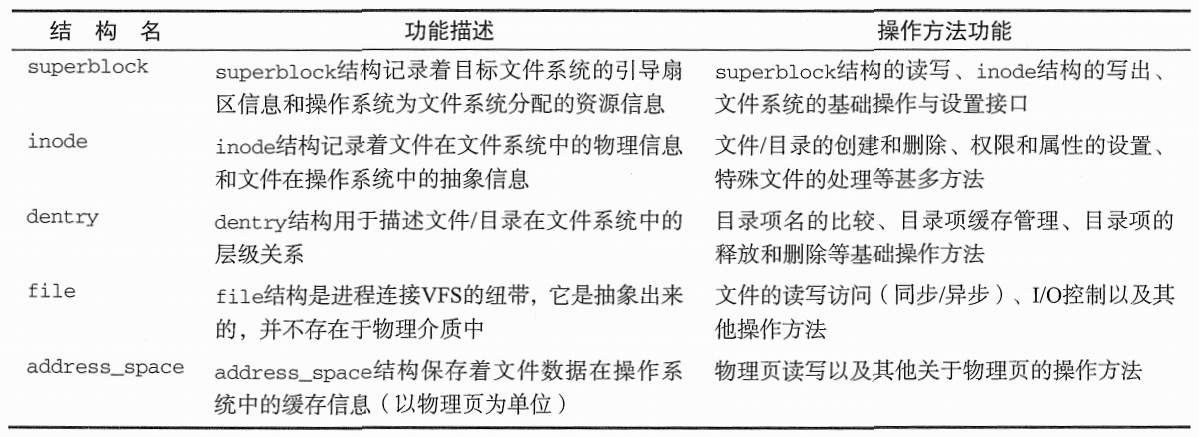 结 构 名 功能描述 操作方法功能
superblock superblock结构记录着目标文件系统的引导扇 superblock结构的读写、inode结构的写出、
区信息和操作系统为文件系统分配的资源信息 文件系统的基础操作与设置接口
inode inode结构记录着文件在文件系统中的物理信息 文件/目录的创建和删除、权限和属性的设置、
和文件在操作系统中的抽象信息 特殊文件的处理等甚多方法
dentry dentry结构用于描述文件/目录在文件系统中的 目录项名的比较、目录项缓存管理、目录项的
层级关系 释放和删除等基础操作方法
file file结构是进程连接VFS的纽带，它是抽象出来 文件的读写访问（同步/异步）、I/O控制以及其
的，并不存在于物理介质中 他操作方法
address_space address_space结构保存着文件数据在操作系 物理页读写以及其他关于物理页的操作方法
统中的缓存信息（以物理页为单位）